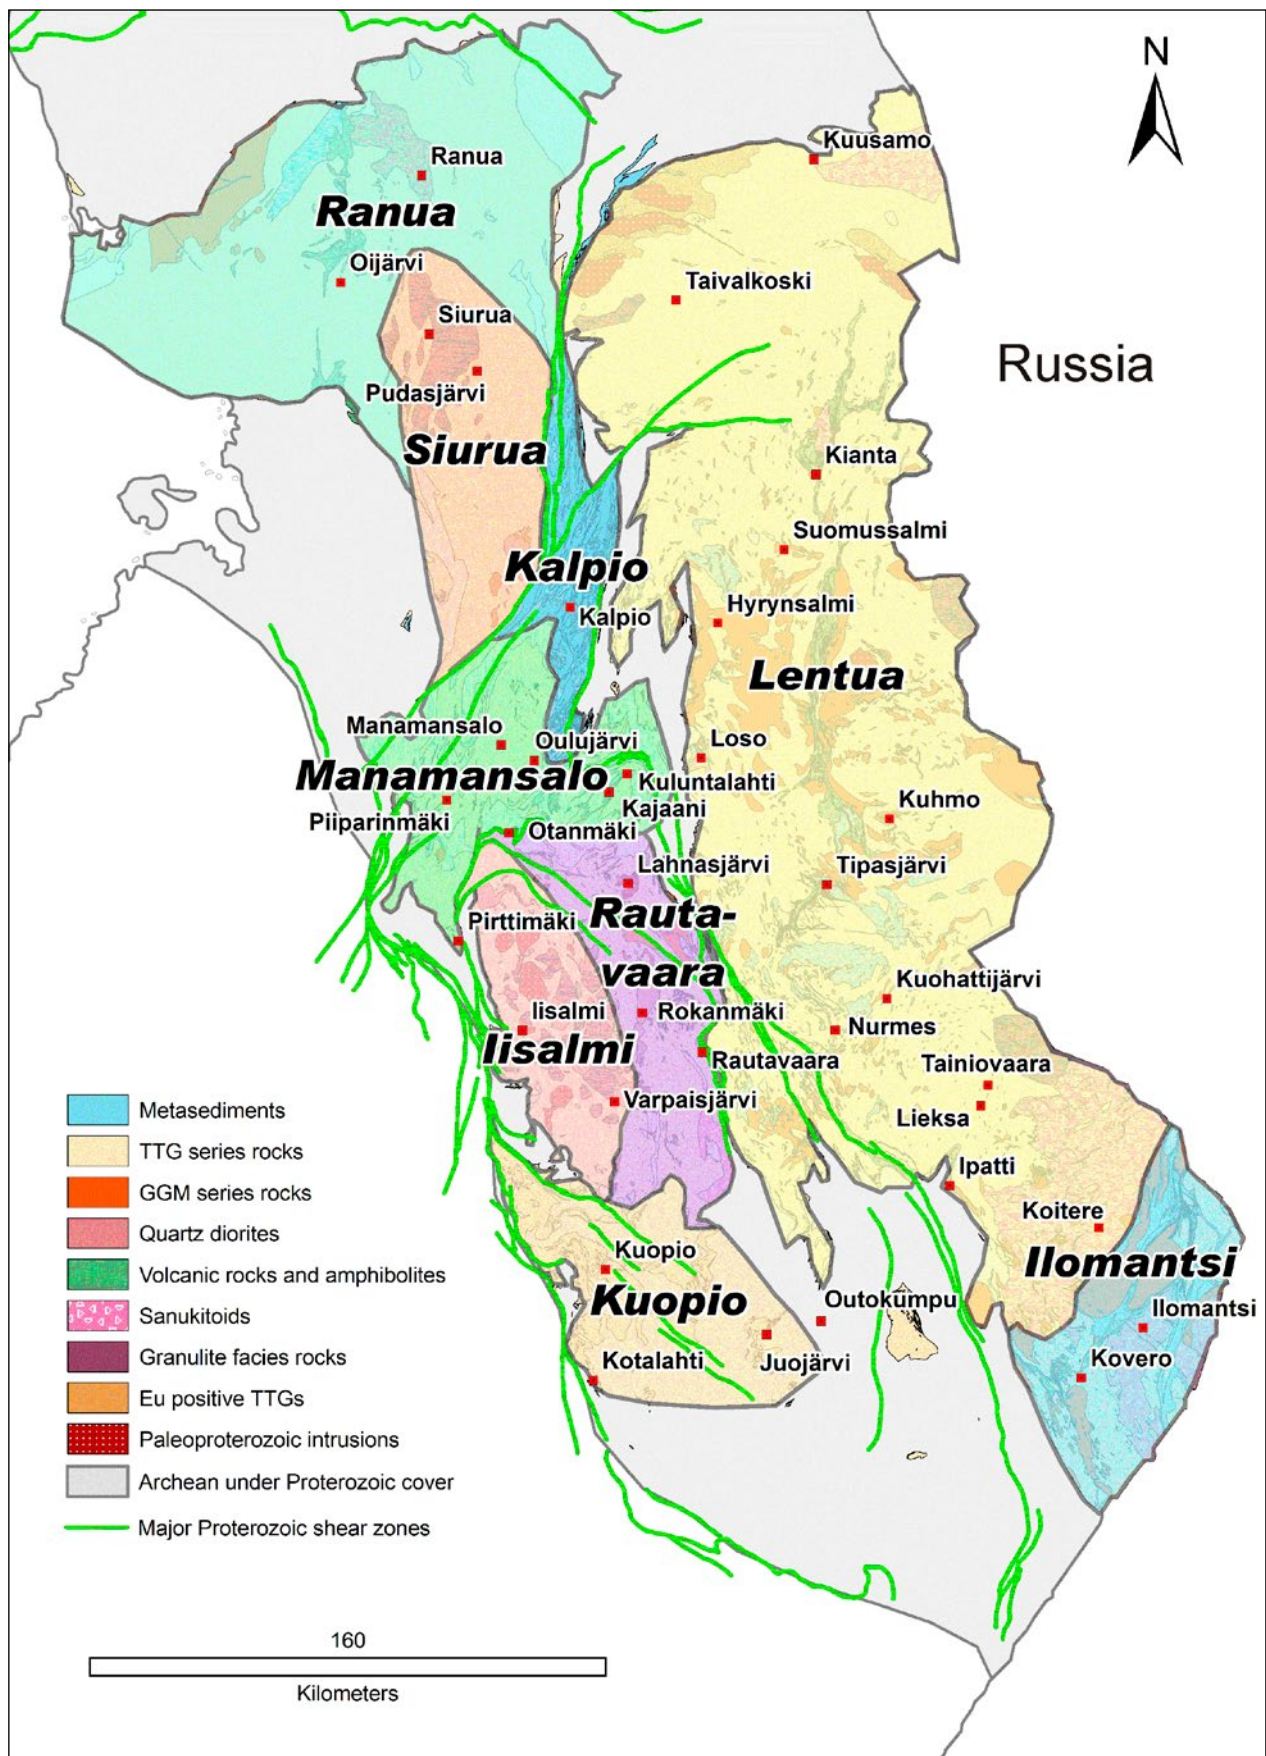 N
Kuusamo
Ranua
Ranua
Oijärvi
Taivalkoski
Siurua
Russia
Pudasjärvi
Siurua
Kianta
Suomussalmi
Kalpio
Hyrynsalmi
Kalpio
Lentua
Manamansalo
Oulujärvi
Loso
Manamansalo
Kuluntalahti
Kajaani
Kuhmo
Piiparinmäki
Otanmäki
Lahnasjärvi
Tipasjärvi
Rauta-
vaara
Pirttimäki
Kuohattijärvi
Iisalmi
Rokanmäki
Nurmes
Iisalmi
Rautavaara
Tainiovaara
Varpaisjärvi
Lieksa
Ipatti
Koitere
Kuopio
Ilomantsi
Kuopio
Outokumpu
Ilomantsi
Juojärvi
Kotalahti
Kovero
Metasediments
TTG series rocks
GGM series rocks
Quartz diorites
Volcanic rocks and amphibolites
Sanukitoids
Granulite facies rocks
Eu positive TTGs
Paleoproterozoic intrusions
Archean under Proterozoic cover
Major Proterozoic shear zones
160
Kilometers